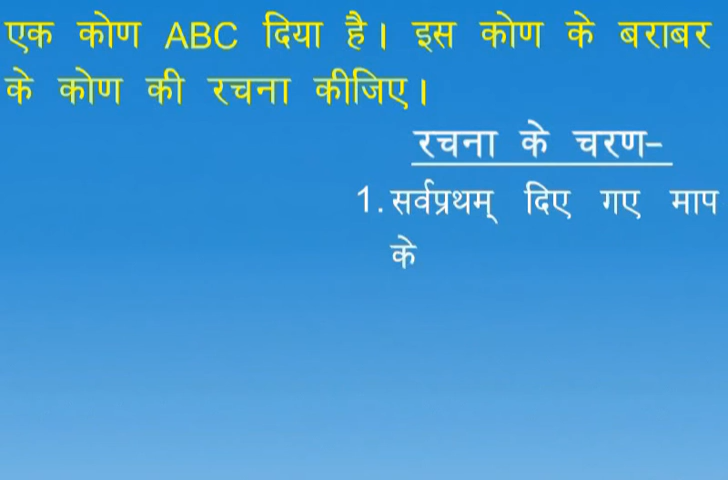 एक कोण ABC दिया है। इस कोण के बराबर
के कोण की रचना कीजिए।
रचना के चरण-
1. सर्वप्रथम् दिए गए माप
के